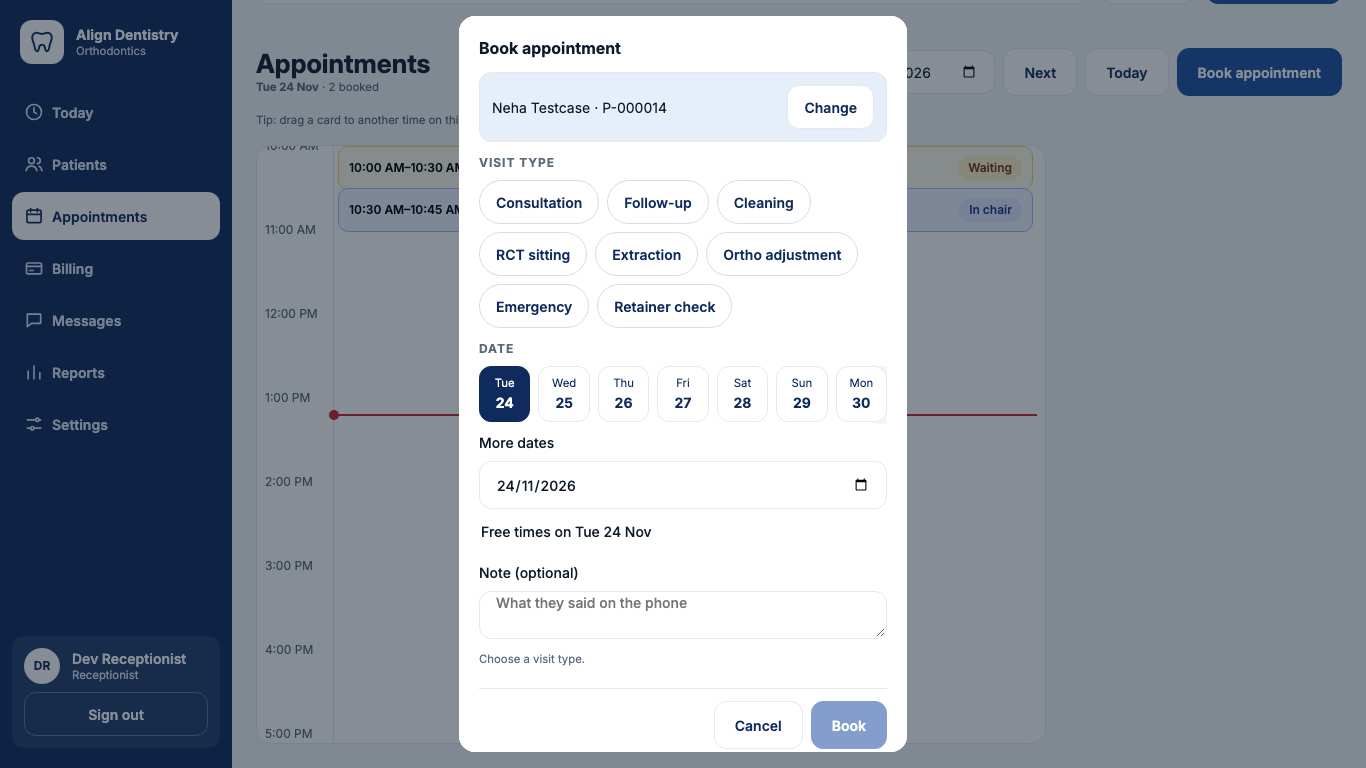 Align Dentistry
Orthodontics
Today
Patients
Appointments
Billing
Messages
Reports
Settings
DR
Dev Receptionist
Receptionist
Sign out
Appointments
Tue 24 Nov · 2 booked
026
Next
Today
Book appointment
Tip: drag a card to another time on thi
10:00 AM
10:00 AM–10:30 AM
Waiting
10:30 AM–10:45 AM
In chair
11:00 AM
12:00 PM
1:00 PM
2:00 PM
3:00 PM
4:00 PM
5:00 PM
Book appointment
Neha Testcase · P-000014
Change
VISIT TYPE
Consultation
Follow-up
Cleaning
RCT sitting
Extraction
Ortho adjustment
Emergency
Retainer check
DATE
Tue 24
Wed 25
Thu 26
Fri 27
Sat 28
Sun 29
Mon 30
More dates
24/11/2026
Free times on Tue 24 Nov
Note (optional)
What they said on the phone
Choose a visit type.
Cancel
Book